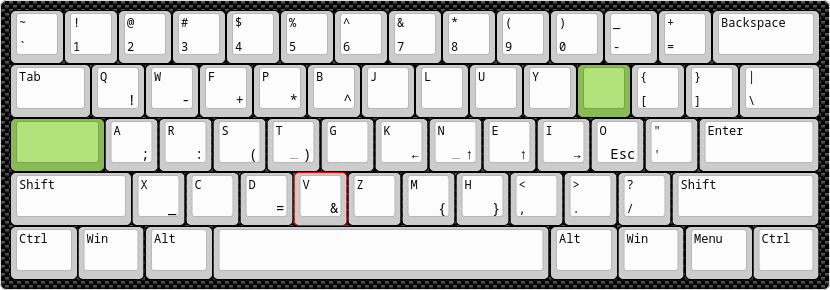 ~ ! @ # $ % ^ & * ( ) _ + Backspace
` 1 2 3 4 5 6 7 8 9 0 - =
Tab Q W F P B J L U Y { } |
! - + * ^ [ ] \
A R S T G K N E I O " Enter
; : ( _ ) ← _ ↑ ↑ → Esc '
Shift X C D V Z M H < > ? Shift
_ = & { } , . /
Ctrl Win Alt Alt Win Menu Ctrl